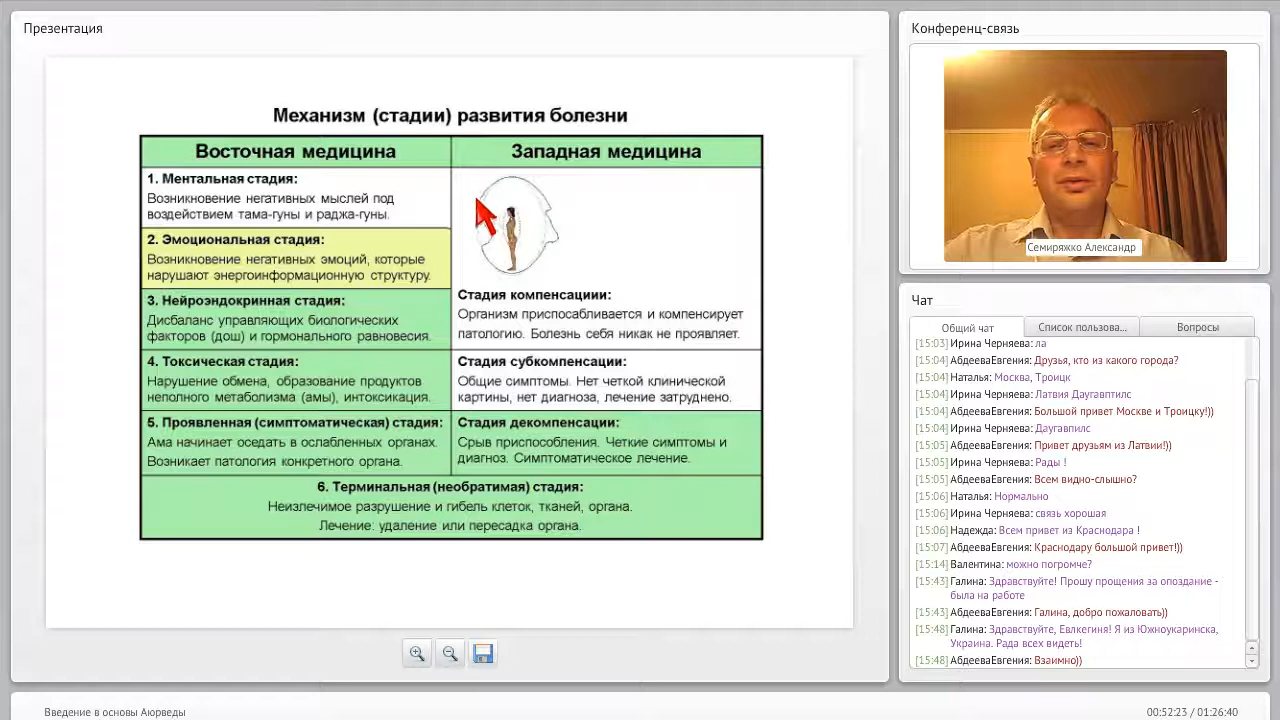 Презентация
Механизм (стадии) развития болезни
Восточная медицина
Западная медицина
1. Ментальная стадия:
Возникновение негативных мыслей под
воздействием тама-гуны и раджа-гуны.
2. Эмоциональная стадия:
Возникновение негативных эмоций, которые
нарушают энергоинформационную структуру.
3. Нейроэндокринная стадия:
Дисбаланс управляющих биологических
факторов (дош) и гормонального равновесия.
Стадия компенсациии:
Организм приспосабливается и компенсирует
патологию. Болезнь себя никак не проявляет.
4. Токсическая стадия:
Нарушение обмена, образование продуктов
неполного метаболизма (амы), интоксикация.
Стадия субкомпенсации:
Общие симптомы. Нет четкой клинической
картины, нет диагноза, лечение затруднено.
5. Проявленная (симптоматическая) стадия:
Ама начинает оседать в ослабленных органах.
Возникает патология конкретного органа.
Стадия декомпенсации:
Срыв приспособления. Четкие симптомы и
диагноз. Симптоматическое лечение.
6. Терминальная (необратимая) стадия:
Неизлечимое разрушение и гибель клеток, тканей, органа.
Лечение: удаление или пересадка органа.
Конференц-связь
Семиряжко Александр
Чат
Общий чат
Список пользова...
Вопросы
[15:03] Ирина Черняева: ла
[15:04] АбдееваЕвгения: Друзья, кто из какого города?
[15:04] Наталья: Москва, Троицк
[15:04] Ирина Черняева: Латвия Даугавптилс
[15:04] АбдееваЕвгения: Большой привет Москве и Троицку!))
[15:04] Ирина Черняева: Даугавпилс
[15:05] АбдееваЕвгения: Привет друзьям из Латвии!))
[15:05] Ирина Черняева: Рады !
[15:05] АбдееваЕвгения: Всем видно-слышно?
[15:06] Наталья: Нормально
[15:06] Ирина Черняева: связь хорошая
[15:06] Надежда: Всем привет из Краснодара !
[15:07] АбдееваЕвгения: Краснодару большой привет!))
[15:14] Валентина: можно погромче?
[15:43] Галина: Здравствуйте! Прошу прощения за опоздание -
была на работе
[15:43] АбдееваЕвгения: Галина, добро пожаловать))
[15:48] Галина: Здравствуйте, Евлкегиня! Я из Южноукаринска,
Украина. Рада всех видеть!
[15:48] АбдееваЕвгения: Взаимно))
Введение в основы Аюрведы
00:52:23 / 01:26:40